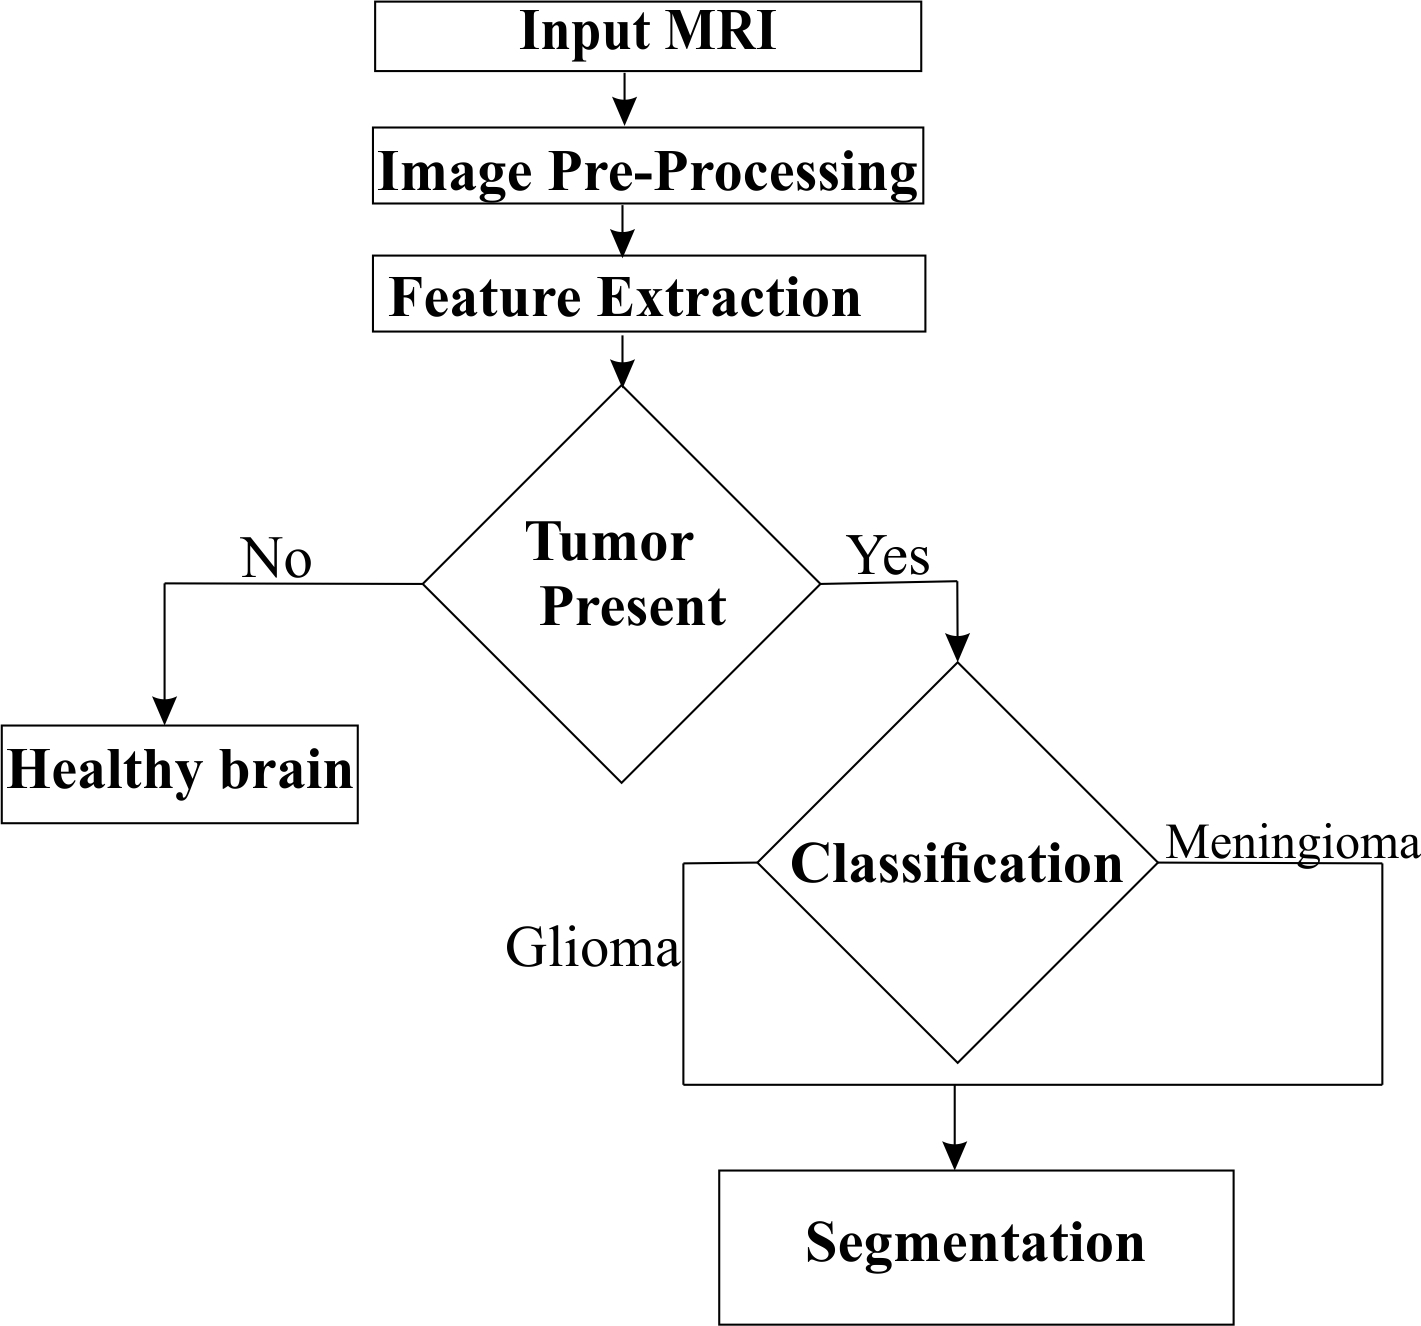 Input MRI
Image Pre-Processing
Feature Extraction
Tumor
Present
No
Yes
Healthy brain
Classification
Meningioma
Glioma
Segmentation